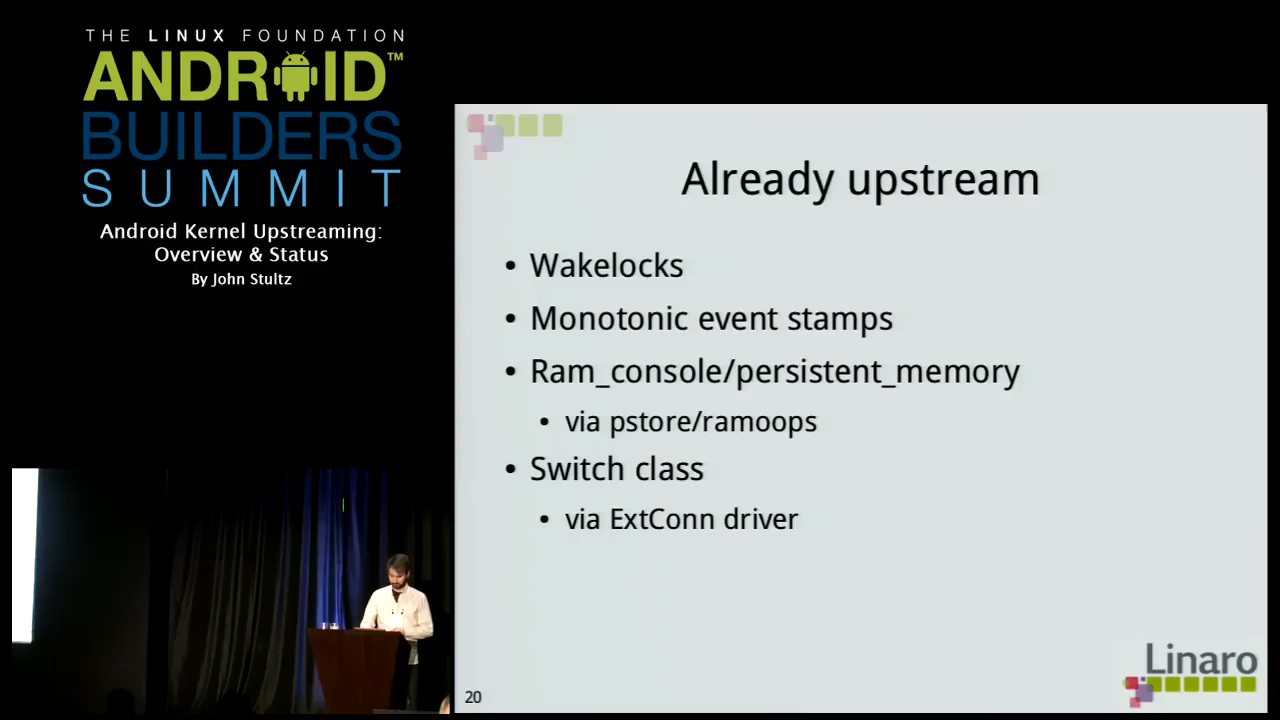 THE LINUX FOUNDATION
ANDROID™
BUILDERS
SUMMIT
Android Kernel Upstreaming:
Overview & Status
By John Stultz
Already upstream
• Wakelocks
• Monotonic event stamps
• Ram_console/persistent_memory
• via pstore/ramoops
• Switch class
• via ExtConn driver
20
Linaro